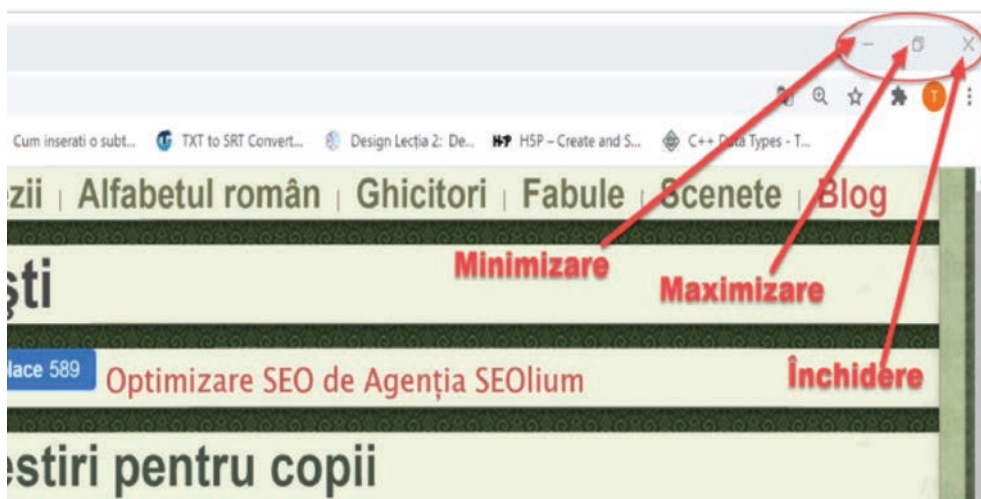 T
Cum inserati o subt... TXT to SRT Convert... Design Lecția 2: De... H5P – Create and S... C++ Data Types - T...
zii | Alfabetul român | Ghicitori | Fabule | Scenete | Blog
Minimizare
ști
Maximizare
lace 589 Optimizare SEO de Agenția SEOlium
Închidere
estiri pentru copii